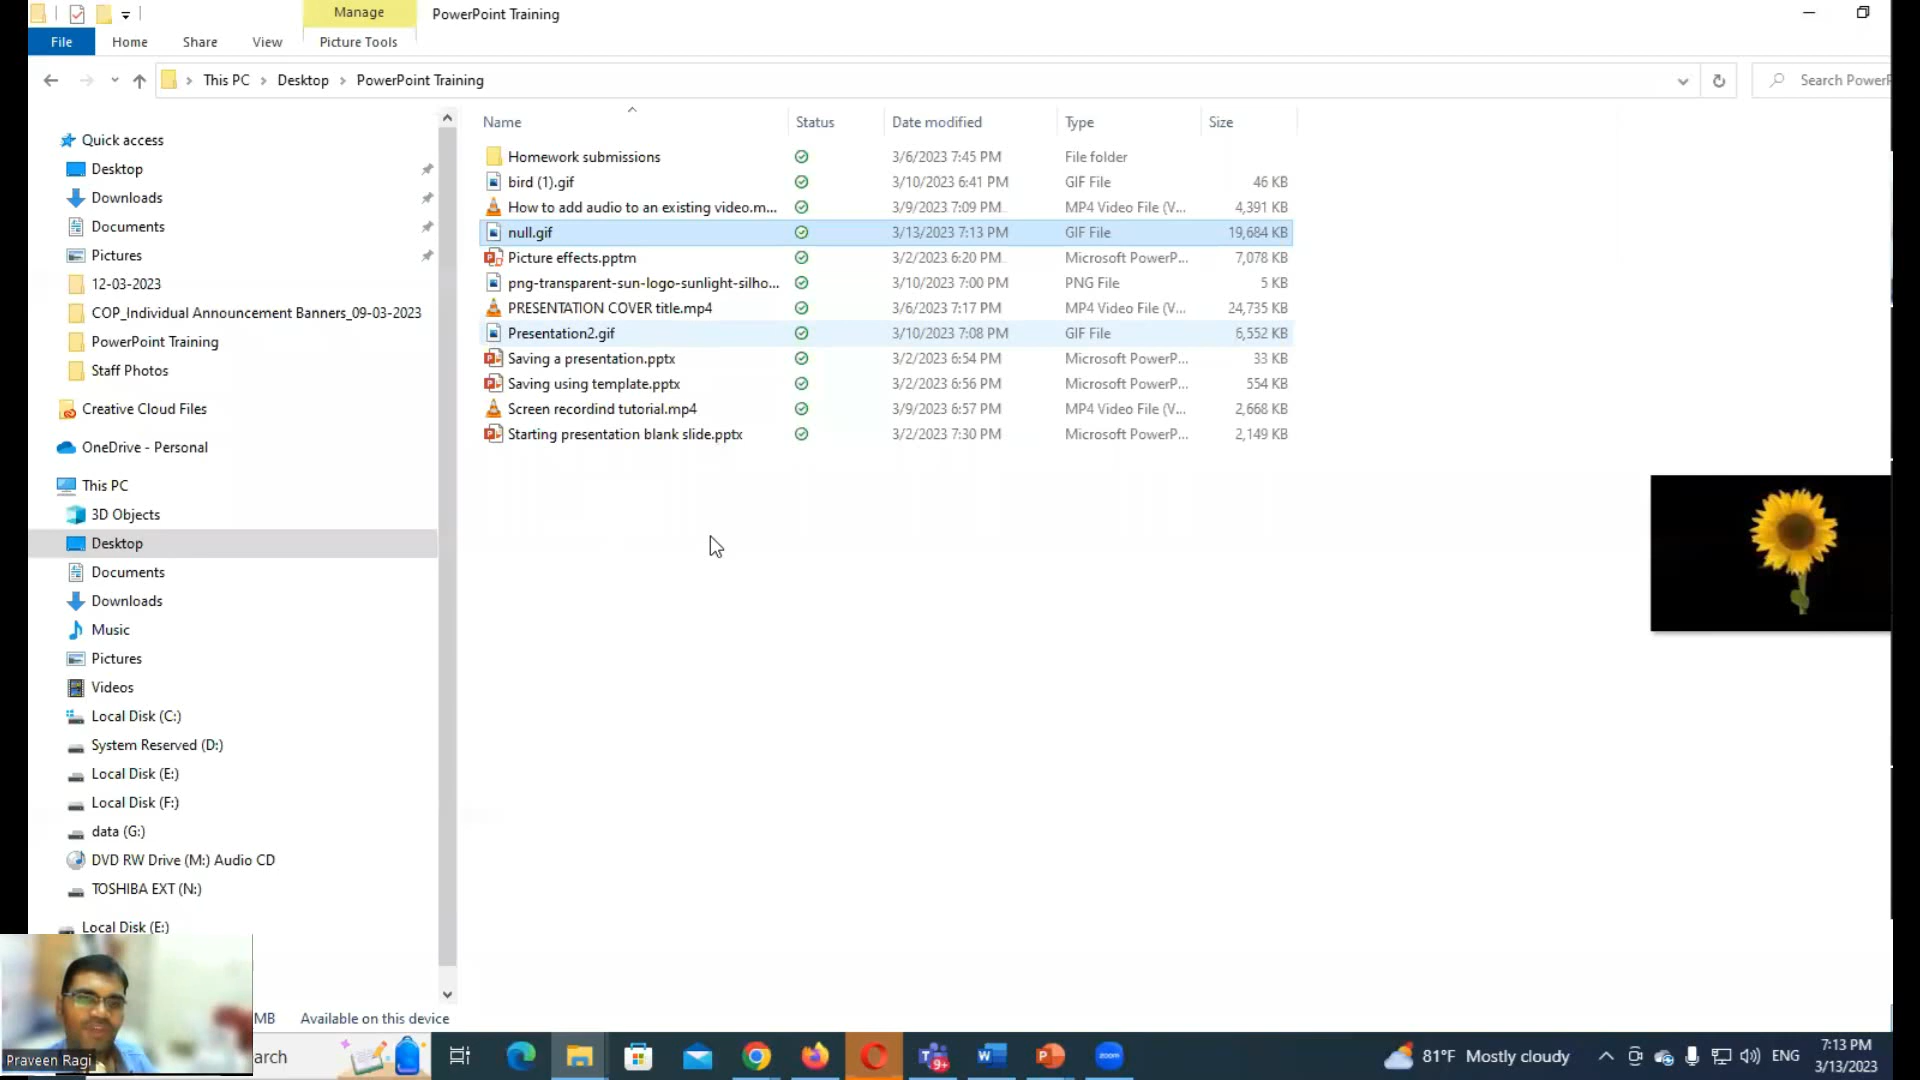 Manage
PowerPoint Training
File
Home
Share
View
Picture Tools
This PC
Desktop
PowerPoint Training
Search PowerP
Name
Status
Date modified
Type
Size
Quick access
Desktop
Downloads
Documents
Pictures
12-03-2023
COP_Individual Announcement Banners_09-03-2023
PowerPoint Training
Staff Photos
Creative Cloud Files
OneDrive - Personal
This PC
3D Objects
Desktop
Documents
Downloads
Music
Pictures
Videos
Local Disk (C:)
System Reserved (D:)
Local Disk (E:)
Local Disk (F:)
data (G:)
DVD RW Drive (M:) Audio CD
TOSHIBA EXT (N:)
Local Disk (E:)
Homework submissions 3/6/2023 7:45 PM File folder
bird (1).gif 3/10/2023 6:41 PM GIF File 46 KB
How to add audio to an existing video.m... 3/9/2023 7:09 PM MP4 Video File (V... 4,391 KB
null.gif 3/13/2023 7:13 PM GIF File 19,684 KB
Picture effects.pptm 3/2/2023 6:20 PM Microsoft PowerP... 7,078 KB
png-transparent-sun-logo-sunlight-silho... 3/10/2023 7:00 PM PNG File 5 KB
PRESENTATION COVER title.mp4 3/6/2023 7:17 PM MP4 Video File (V... 24,735 KB
Presentation2.gif 3/10/2023 7:08 PM GIF File 6,552 KB
Saving a presentation.pptx 3/2/2023 6:54 PM Microsoft PowerP... 33 KB
Saving using template.pptx 3/2/2023 6:56 PM Microsoft PowerP... 554 KB
Screen recordind tutorial.mp4 3/9/2023 6:57 PM MP4 Video File (V... 2,668 KB
Starting presentation blank slide.pptx 3/2/2023 7:30 PM Microsoft PowerP... 2,149 KB
MB
Available on this device
Praveen Ragi
arch
9+
zoom
81°F Mostly cloudy
ENG
7:13 PM
3/13/2023